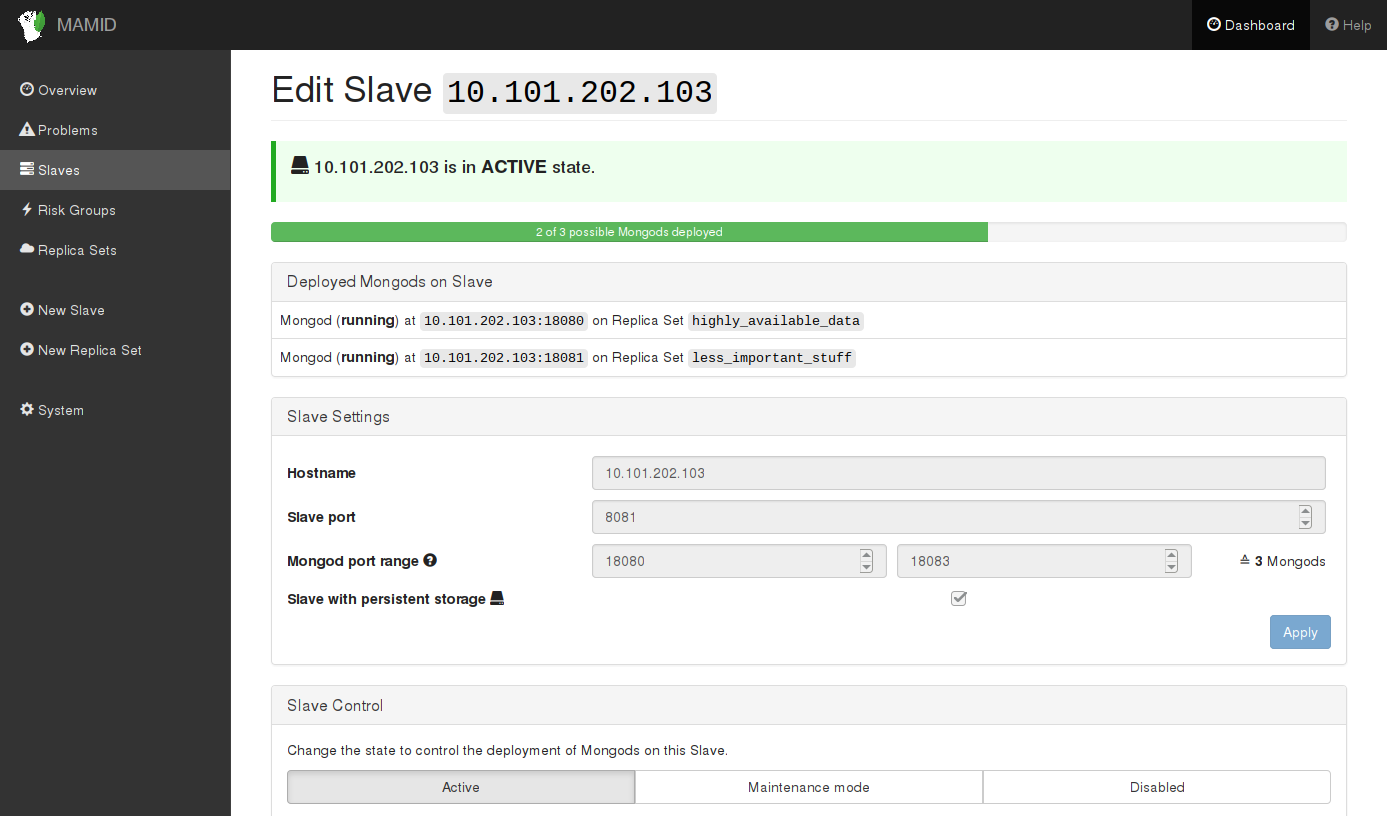 MAMID
Dashboard
Help
Overview
Problems
Slaves
Risk Groups
Replica Sets
New Slave
New Replica Set
System
Edit Slave 10.101.202.103
10.101.202.103 is in ACTIVE state.
2 of 3 possible Mongods deployed
Deployed Mongods on Slave
Mongod (running) at 10.101.202.103:18080 on Replica Set highly_available_data
Mongod (running) at 10.101.202.103:18081 on Replica Set less_important_stuff
Slave Settings
Hostname 10.101.202.103
Slave port 8081
Mongod port range 18080 18083 ≙ 3 Mongods
Slave with persistent storage
Apply
Slave Control
Change the state to control the deployment of Mongods on this Slave.
Active Maintenance mode Disabled